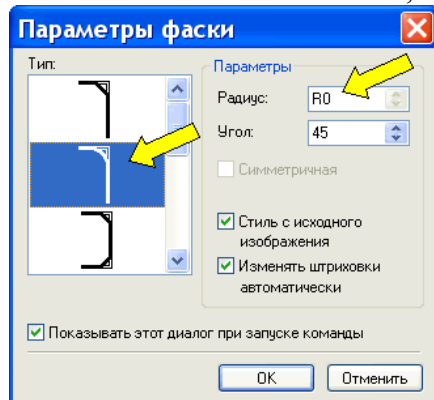 Параметры фаски
Тип:
Параметры
Радиус: R0
Угол: 45
Симметричная
Стиль с исходного
изображения
Изменять штриховки
автоматически
Показывать этот диалог при запуске команды
OK Отменить